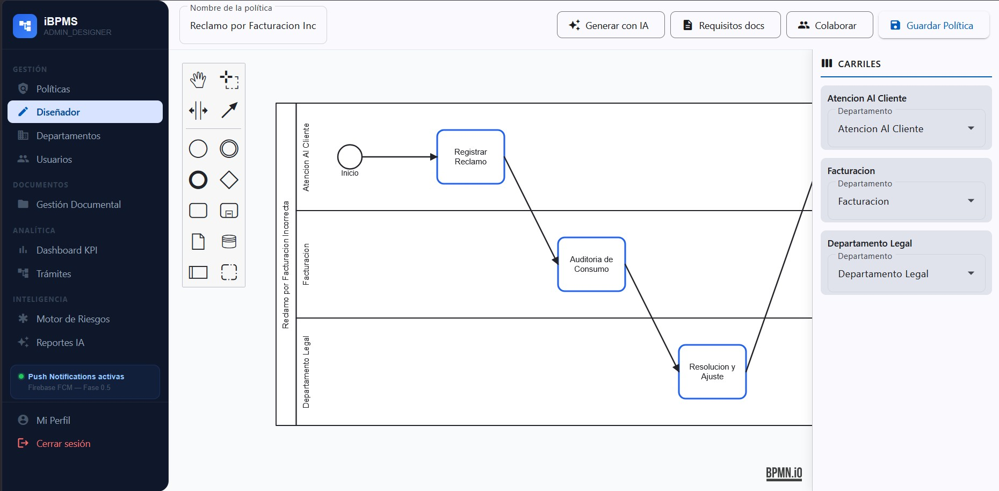 iBPMS
ADMIN_DESIGNER
GESTIÓN
Políticas
Diseñador
Departamentos
Usuarios
DOCUMENTOS
Gestión Documental
ANALÍTICA
Dashboard KPI
Trámites
INTELIGENCIA
Motor de Riesgos
Reportes IA
Push Notifications activas
Firebase FCM — Fase 0.5
Mi Perfil
Cerrar sesión
Nombre de la política
Reclamo por Facturacion Inc
Generar con IA
Requisitos docs
Colaborar
Guardar Política
Reclamo por Facturacion Incorrecta
Atencion Al Cliente
Inicio
Registrar
Reclamo
Facturacion
Auditoria de
Consumo
Departamento Legal
Resolucion y
Ajuste
BPMN.iO
CARRILES
Atencion Al Cliente
Departamento
Atencion Al Cliente
Facturacion
Departamento
Facturacion
Departamento Legal
Departamento
Departamento Legal